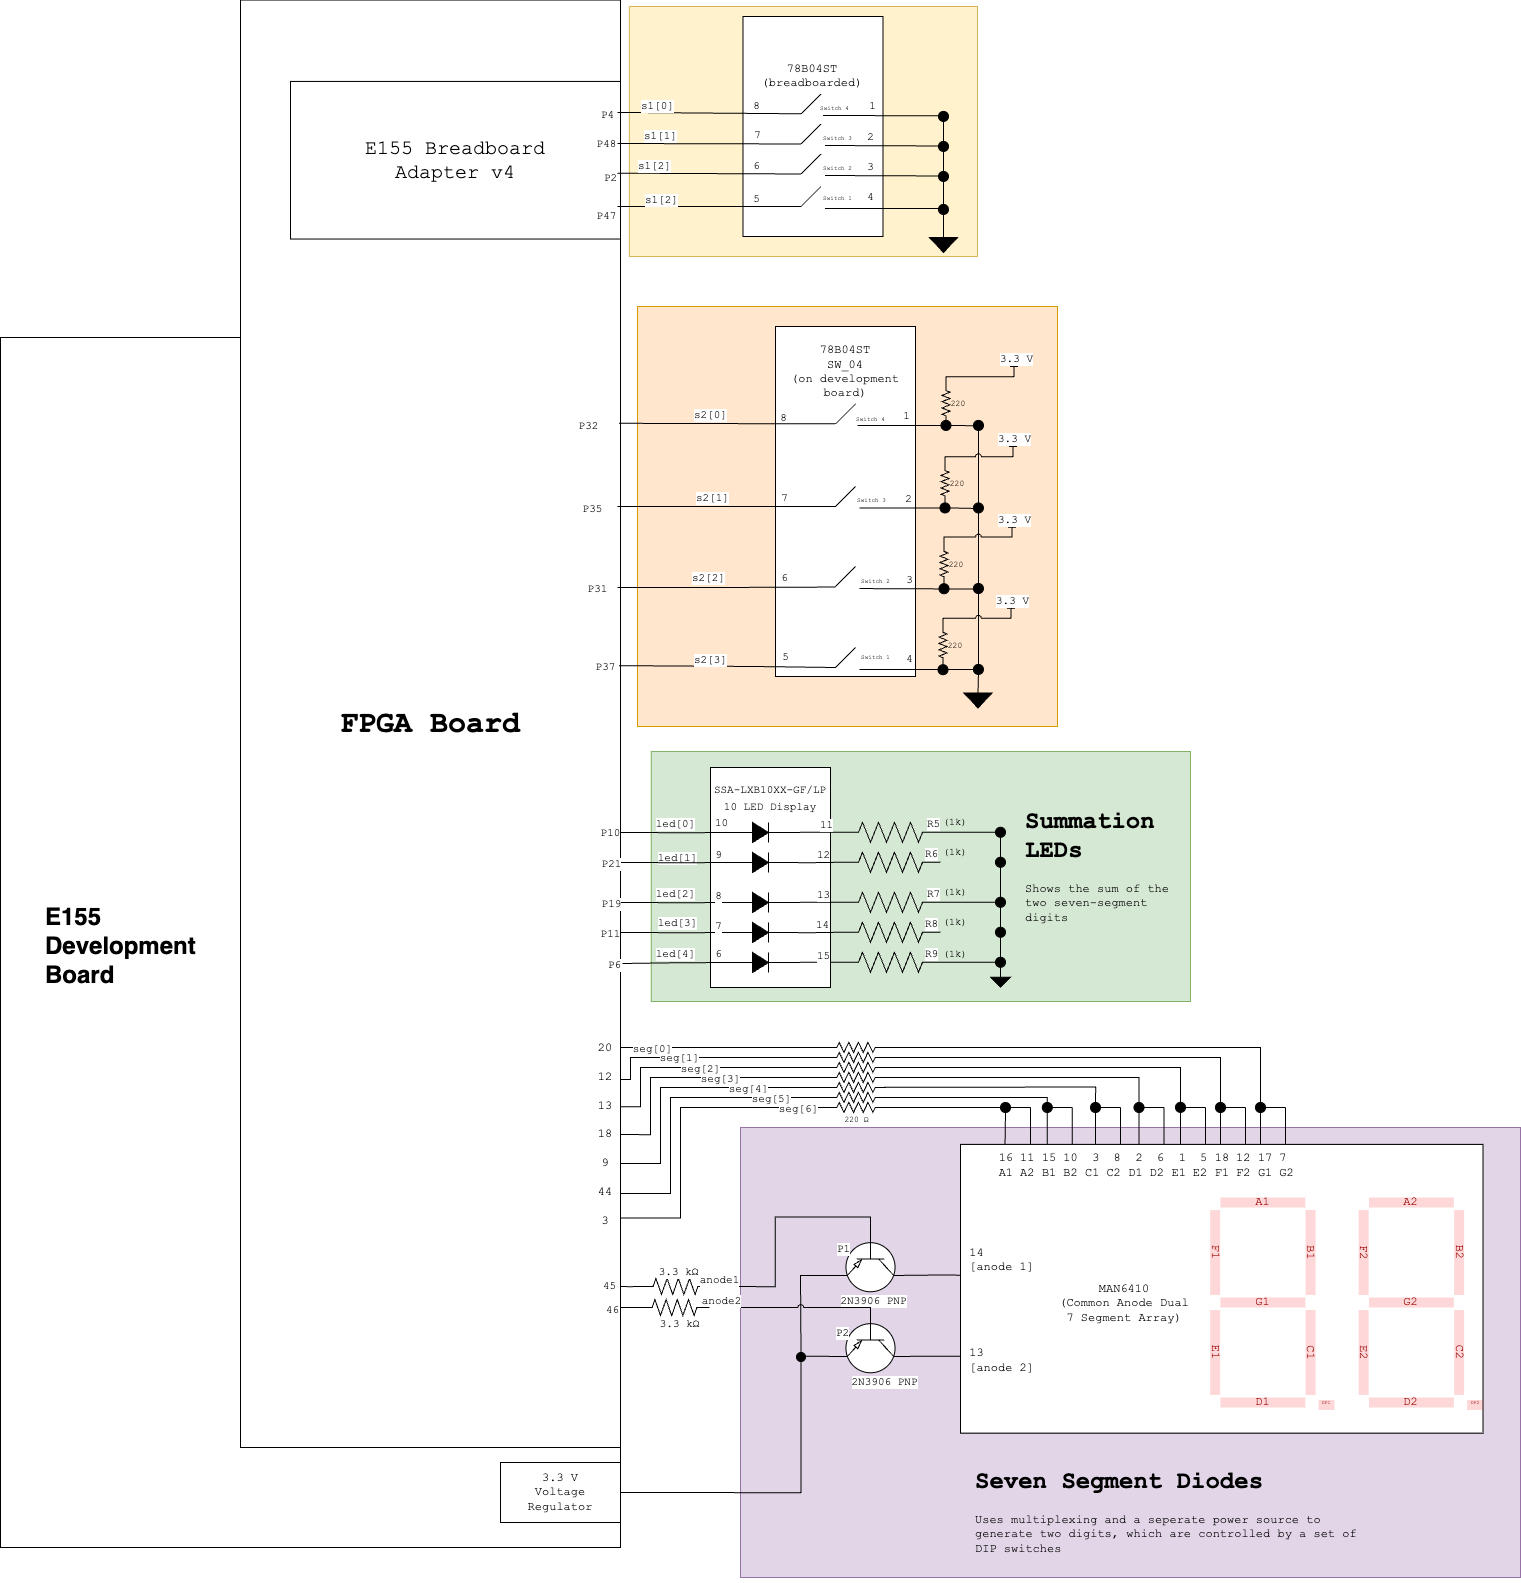 78B04ST
(breadboarded)
E155 Breadboard
Adapter v4
P4
s1[0]
8
Switch 4
1
P48
s1[1]
7
Switch 3
2
P2
s1[2]
6
Switch 2
3
P47
s1[2]
5
Switch 1
4
78B04ST
SW_04
(on development
board)
3.3 V
220
P32
s2[0]
8
Switch 4
1
3.3 V
220
P35
s2[1]
7
Switch 3
2
3.3 V
220
P31
s2[2]
6
Switch 2
3
3.3 V
220
P37
s2[3]
5
Switch 1
4
FPGA Board
E155
Development
Board
SSA-LXB10XX-GF/LP
10 LED Display
P10
led[0]
10
11
R5 (1k)
P21
led[1]
9
12
R6 (1k)
P19
led[2]
8
13
R7 (1k)
P11
led[3]
7
14
R8 (1k)
P6
led[4]
6
15
R9 (1k)
Summation
LEDs
Shows the sum of the
two seven-segment
digits
20
seg[0]
12
seg[1]
13
seg[2]
18
seg[3]
9
seg[4]
44
seg[5]
3
seg[6]
220 Ω
16 11 15 10 3 8 2 6 1 5 18 12 17 7
A1 A2 B1 B2 C1 C2 D1 D2 E1 E2 F1 F2 G1 G2
45
3.3 kΩ
anode1
46
3.3 kΩ
anode2
P1
2N3906 PNP
P2
2N3906 PNP
14
[anode 1]
13
[anode 2]
MAN6410
(Common Anode Dual
7 Segment Array)
A1
F1
B1
G1
E1
C1
D1
DP1
A2
F2
B2
G2
E2
C2
D2
DP2
3.3 V
Voltage
Regulator
Seven Segment Diodes
Uses multiplexing and a seperate power source to
generate two digits, which are controlled by a set of
DIP switches